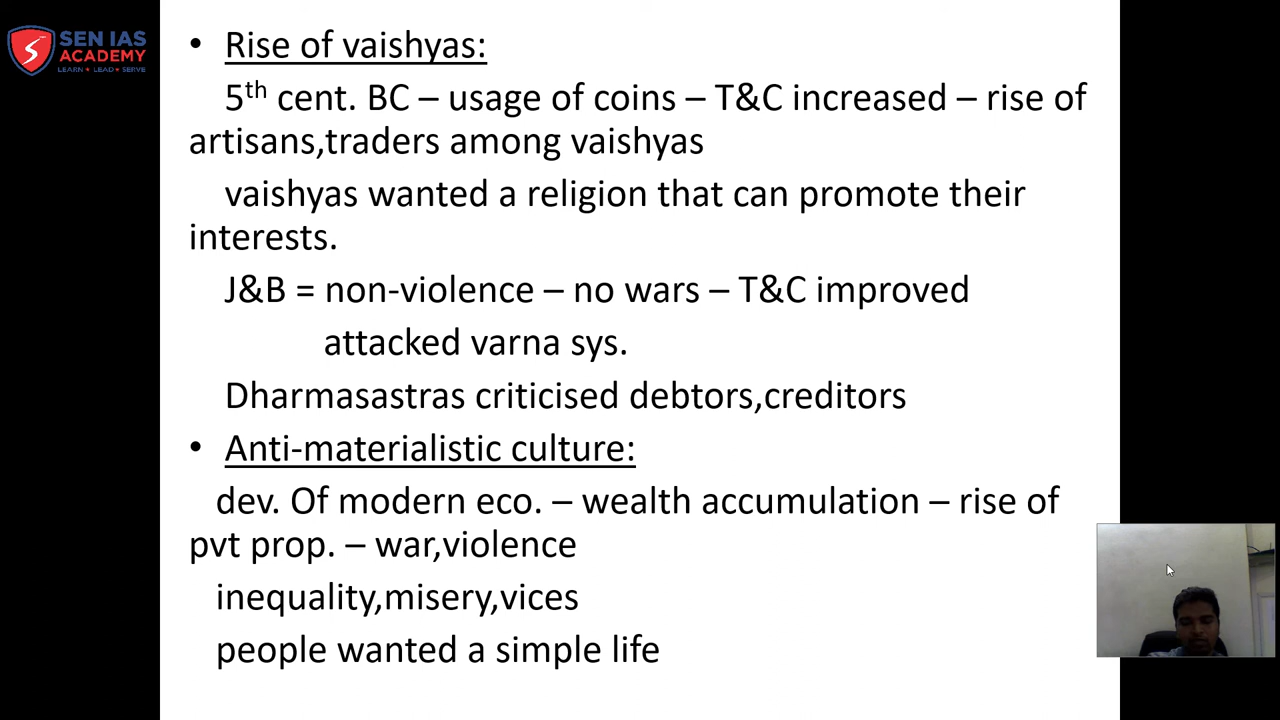 SEN IAS
ACADEMY
LEARN ★ LEAD ★ SERVE
• Rise of vaishyas:
5th cent. BC – usage of coins – T&C increased – rise of
artisans,traders among vaishyas
vaishyas wanted a religion that can promote their
interests.
J&B = non-violence – no wars – T&C improved
attacked varna sys.
Dharmasastras criticised debtors,creditors
• Anti-materialistic culture:
dev. Of modern eco. – wealth accumulation – rise of
pvt prop. – war,violence
inequality,misery,vices
people wanted a simple life